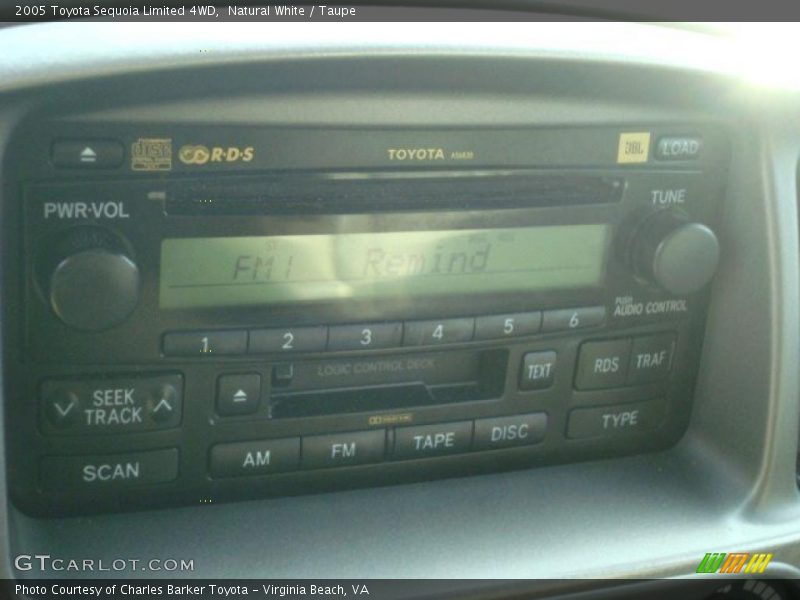 2005 Toyota Sequoia Limited 4WD, Natural White / Taupe
disc R·D·S TOYOTA JBL LOAD
PWR·VOL TUNE
ST
FM1 Remind
PUSH
AUDIO CONTROL
1 2 3 4 5 6
LOGIC CONTROL DECK
TEXT RDS TRAF
SEEK
TRACK
TYPE
AM FM TAPE DISC
SCAN
GTCARLOT.COM
Photo Courtesy of Charles Barker Toyota - Virginia Beach, VA